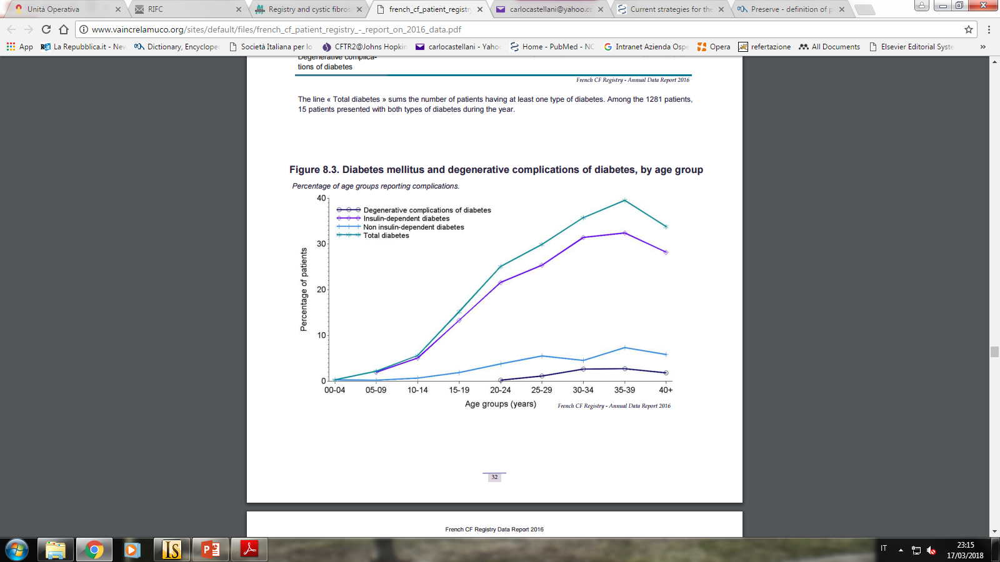 Unità Operativa
RIFC
Registry and cystic fibros
french_cf_patient_registr
carlocastellani@yahoo.c
Current strategies for the
Preserve - definition of p
www.vaincrelamuco.org/sites/default/files/french_cf_patient_registry_-_report_on_2016_data.pdf
App
La Repubblica.it - New
Dictionary, Encyclope
Società Italiana per lo
CFTR2@Johns Hopkin
carlocastellani - Yaho
Home - PubMed - NC
Intranet Azienda Osp
Opera
refertazione
All Documents
Elsevier Editorial Syst
»
Degenerative complica-
tions of diabetes
French CF Registry - Annual Data Report 2016
The line « Total diabetes » sums the number of patients having at least one type of diabetes. Among the 1281 patients,
15 patients presented with both types of diabetes during the year.
Figure 8.3. Diabetes mellitus and degenerative complications of diabetes, by age group
Percentage of age groups reporting complications.
Degenerative complications of diabetes
Insulin-dependent diabetes
Non insulin-dependent diabetes
Total diabetes
Percentage of patients
40
30
20
10
0
00-04 05-09 10-14 15-19 20-24 25-29 30-34 35-39 40+
Age groups (years)
French CF Registry - Annual Data Report 2016
32
French CF Registry Data Report 2016
IT
23:15
17/03/2018